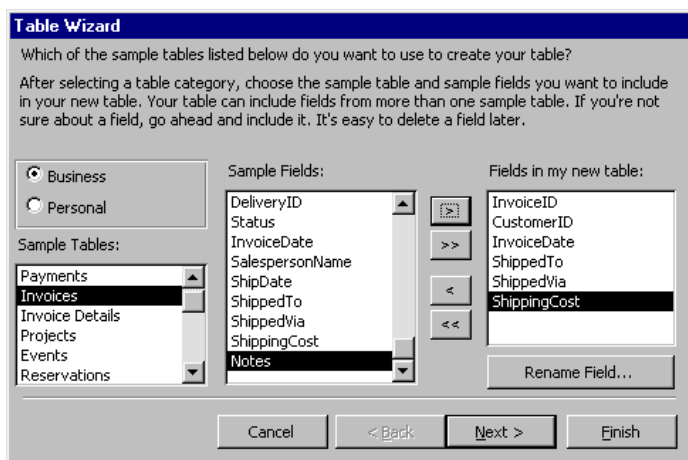 Table Wizard
Which of the sample tables listed below do you want to use to create your table?
After selecting a table category, choose the sample table and sample fields you want to include
in your new table. Your table can include fields from more than one sample table. If you're not
sure about a field, go ahead and include it. It's easy to delete a field later.
Business
Personal
Sample Tables:
Payments
Invoices
Invoice Details
Projects
Events
Reservations
Sample Fields:
DeliveryID
Status
InvoiceDate
SalespersonName
ShipDate
ShippedTo
ShippedVia
ShippingCost
Notes
>
>>
<
<<
Fields in my new table:
InvoiceID
CustomerID
InvoiceDate
ShippedTo
ShippedVia
ShippingCost
Rename Field...
Cancel
< Back
Next >
Finish